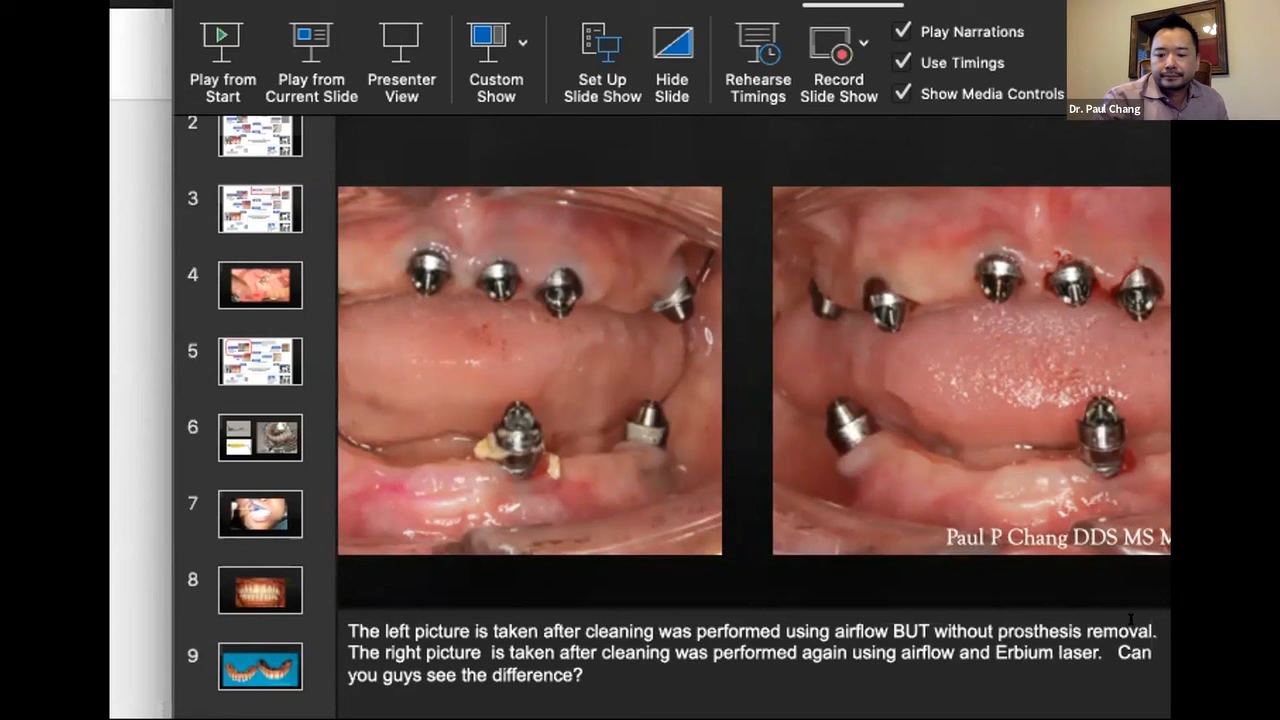 Play from
Start
Play from
Current Slide
Presenter
View
Custom
Show
Set Up
Slide Show
Hide
Slide
Rehearse
Timings
Record
Slide Show
Play Narrations
Use Timings
Show Media Controls
Dr. Paul Chang
2
3
4
5
6
7
8
9
Paul P Chang DDS MS M
The left picture is taken after cleaning was performed using airflow BUT without prosthesis removal.
The right picture is taken after cleaning was performed again using airflow and Erbium laser. Can
you guys see the difference?